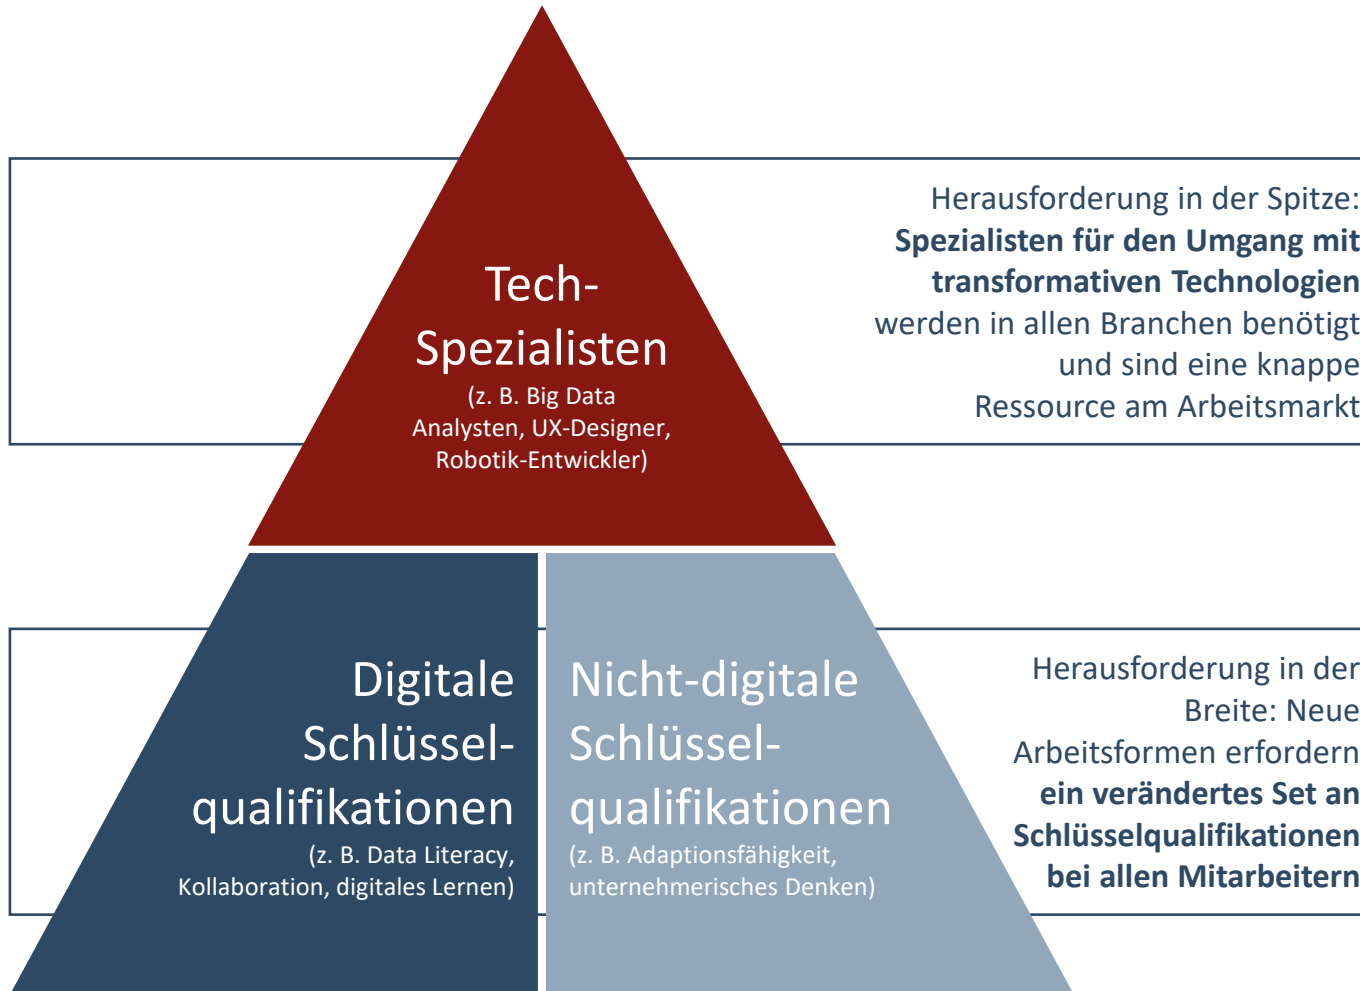 Tech-
Spezialisten
(z. B. Big Data
Analysten, UX-Designer,
Robotik-Entwickler)
Herausforderung in der Spitze:
Spezialisten für den Umgang mit
transformativen Technologien
werden in allen Branchen benötigt
und sind eine knappe
Ressource am Arbeitsmarkt
Digitale
Schlüssel-
qualifikationen
(z. B. Data Literacy,
Kollaboration, digitales Lernen)
Nicht-digitale
Schlüssel-
qualifikationen
(z. B. Adaptionsfähigkeit,
unternehmerisches Denken)
Herausforderung in der
Breite: Neue
Arbeitsformen erfordern
ein verändertes Set an
Schlüsselqualifikationen
bei allen Mitarbeitern